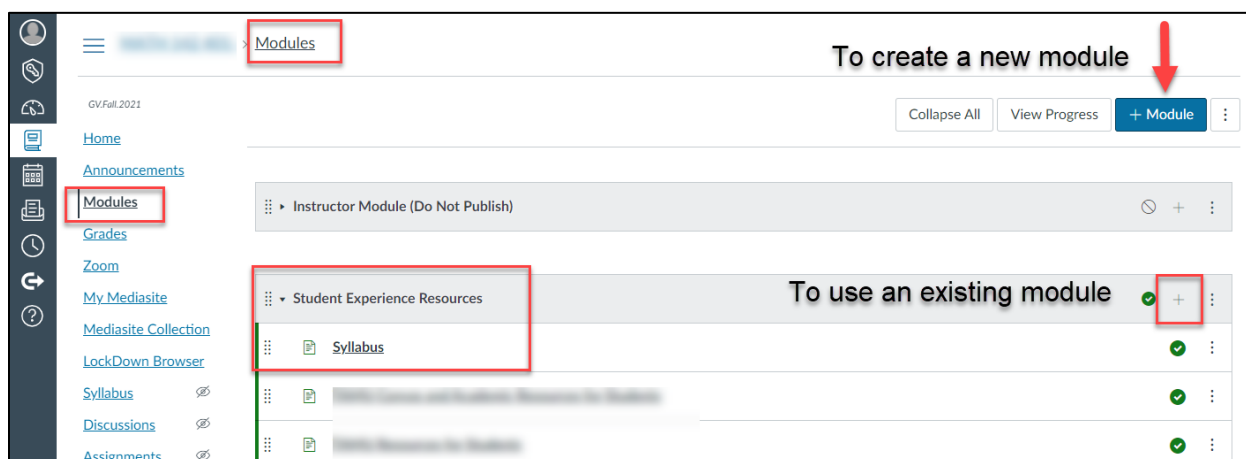 Modules
To create a new module
GV.Fall.2021
Collapse All
View Progress
+ Module
Home
Announcements
Modules
Grades
Zoom
My Mediasite
Mediasite Collection
LockDown Browser
Syllabus
Discussions
Assignments
Instructor Module (Do Not Publish)
Student Experience Resources
To use an existing module
Syllabus